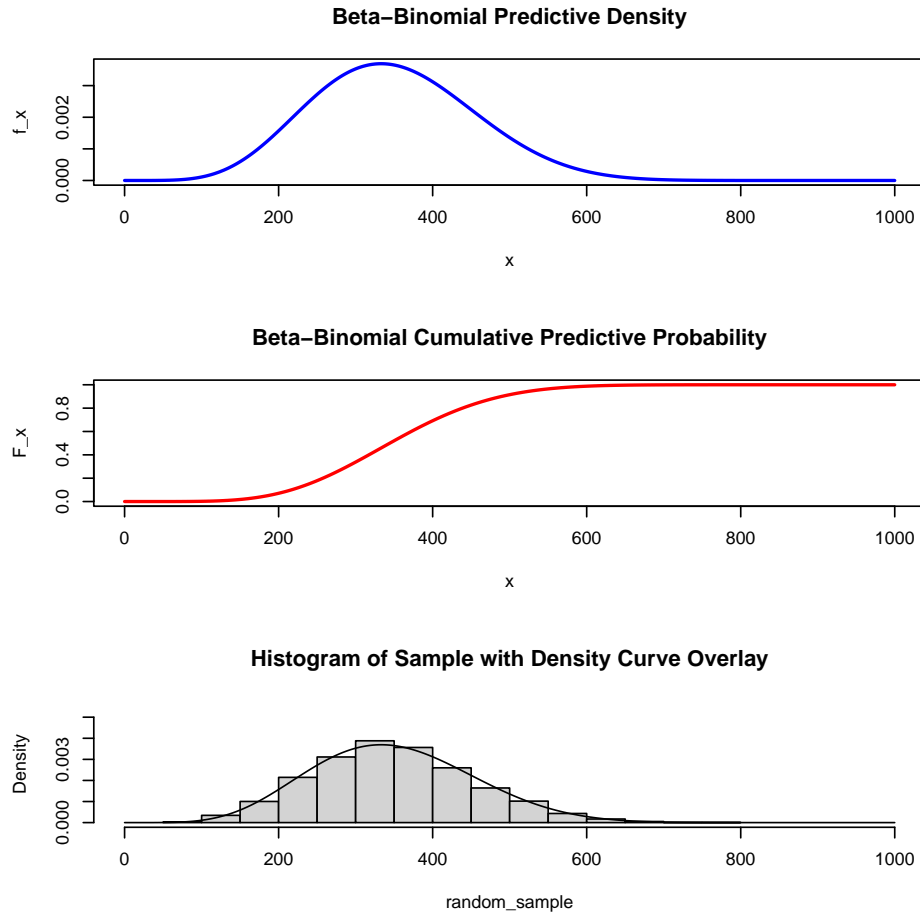 Beta−Binomial Predictive Density
f_x
0.000
0.002
0 200 400 600 800 1000
x
Beta−Binomial Cumulative Predictive Probability
F_x
0.0
0.4
0.8
0 200 400 600 800 1000
x
Histogram of Sample with Density Curve Overlay
Density
0.000
0.003
0 200 400 600 800 1000
random_sample